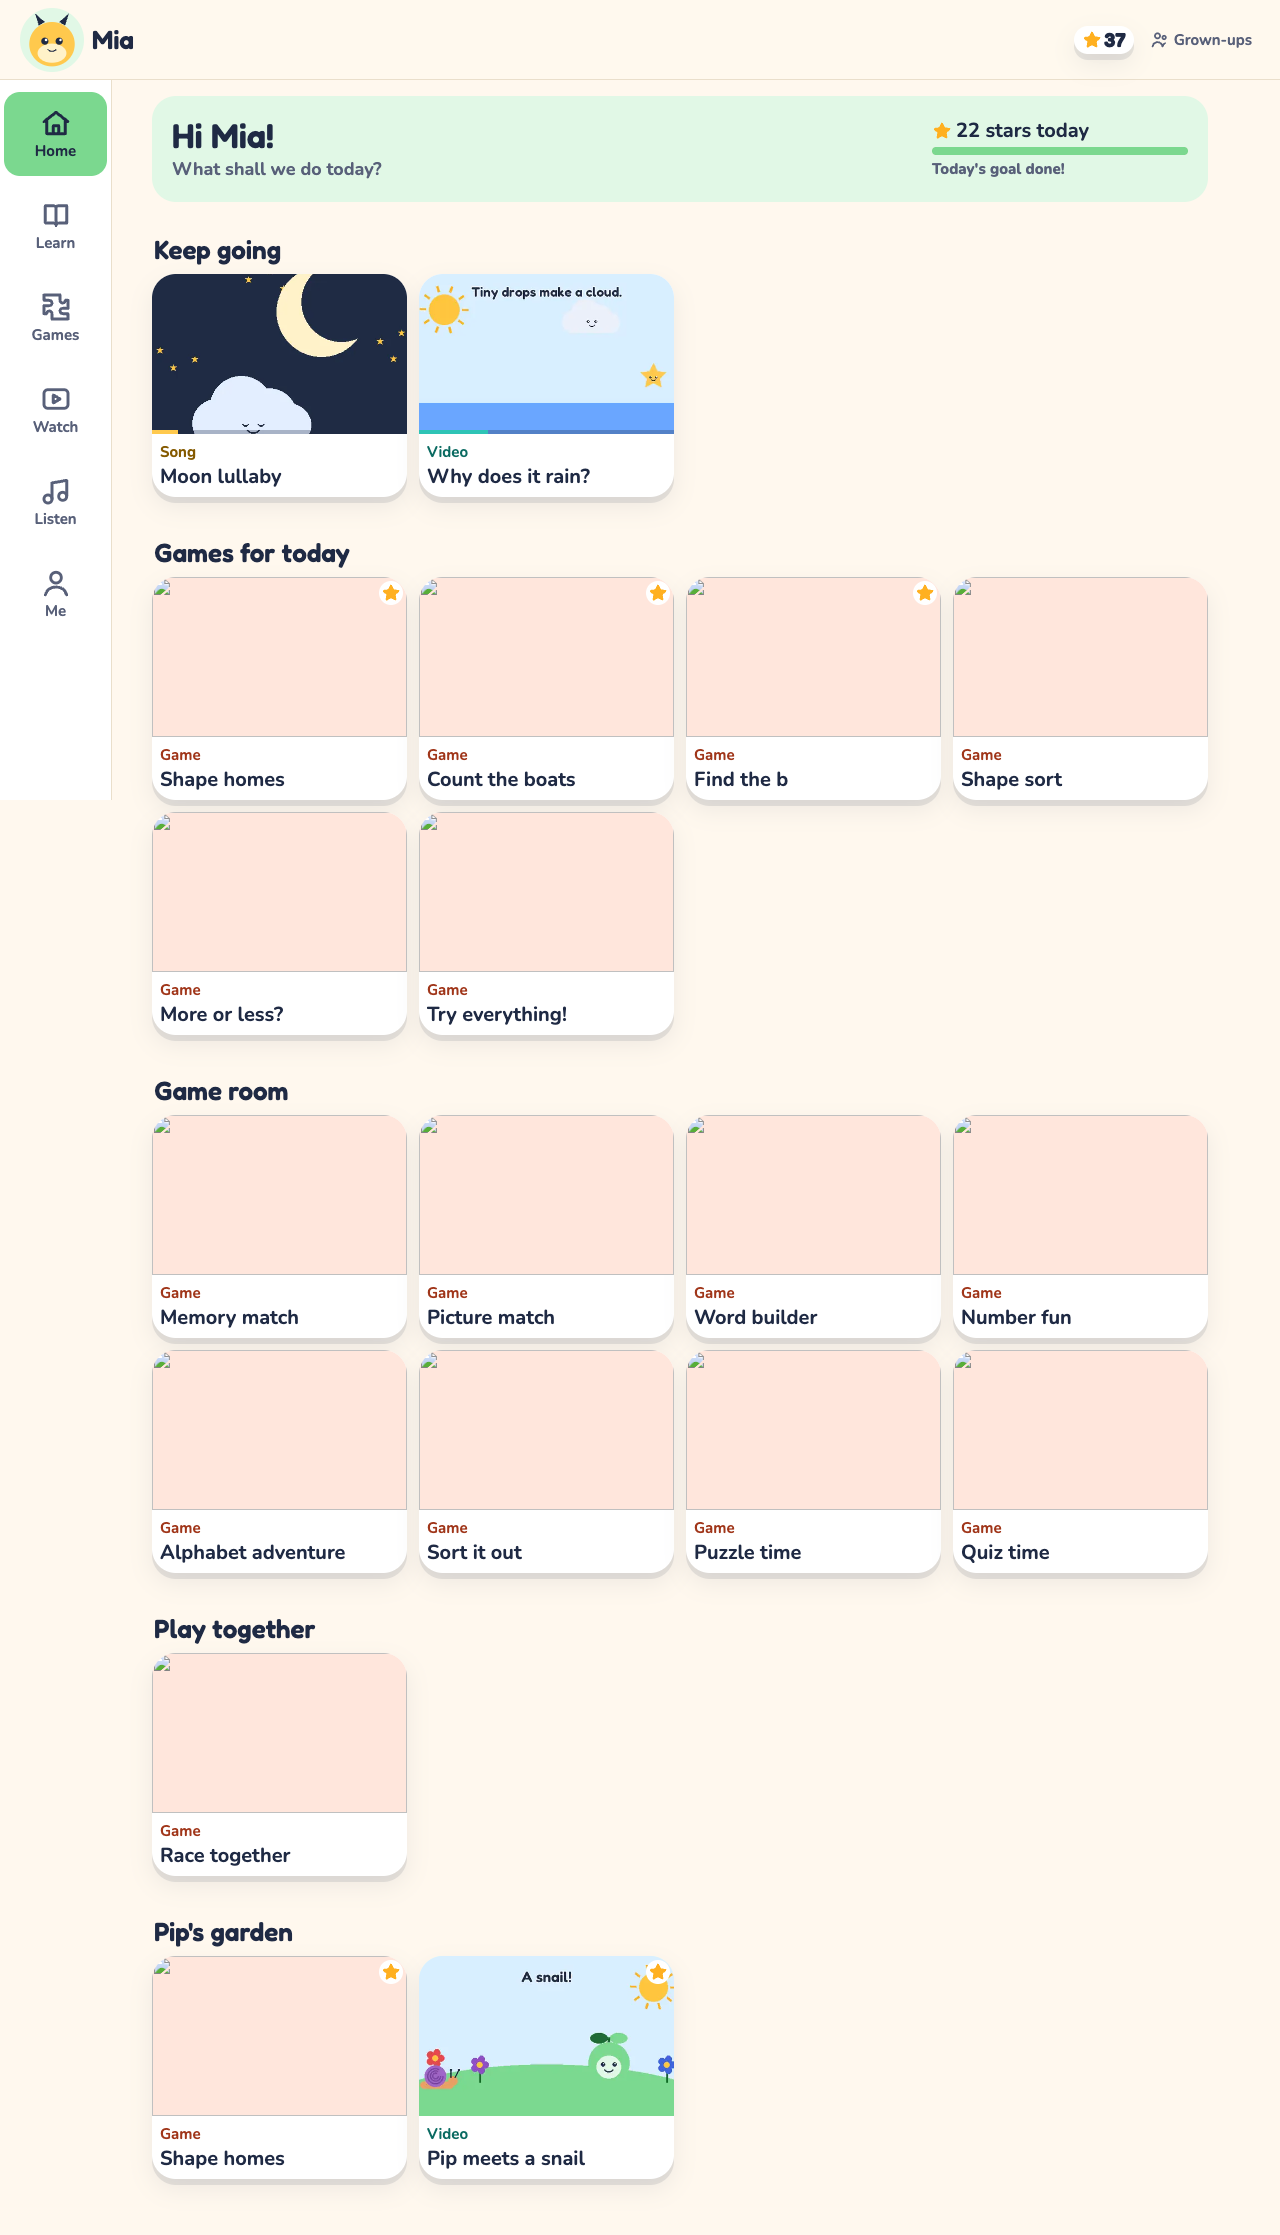 Mia
37
Grown-ups
Home
Learn
Games
Watch
Listen
Me
Hi Mia!
What shall we do today?
22 stars today
Today's goal done!
Keep going
Tiny drops make a cloud.
Song
Moon lullaby
Video
Why does it rain?
Games for today
Game
Shape homes
Game
Count the boats
Game
Find the b
Game
Shape sort
Game
More or less?
Game
Try everything!
Game room
Game
Memory match
Game
Picture match
Game
Word builder
Game
Number fun
Game
Alphabet adventure
Game
Sort it out
Game
Puzzle time
Game
Quiz time
Play together
Game
Race together
Pip's garden
Game
Shape homes
A snail!
Video
Pip meets a snail